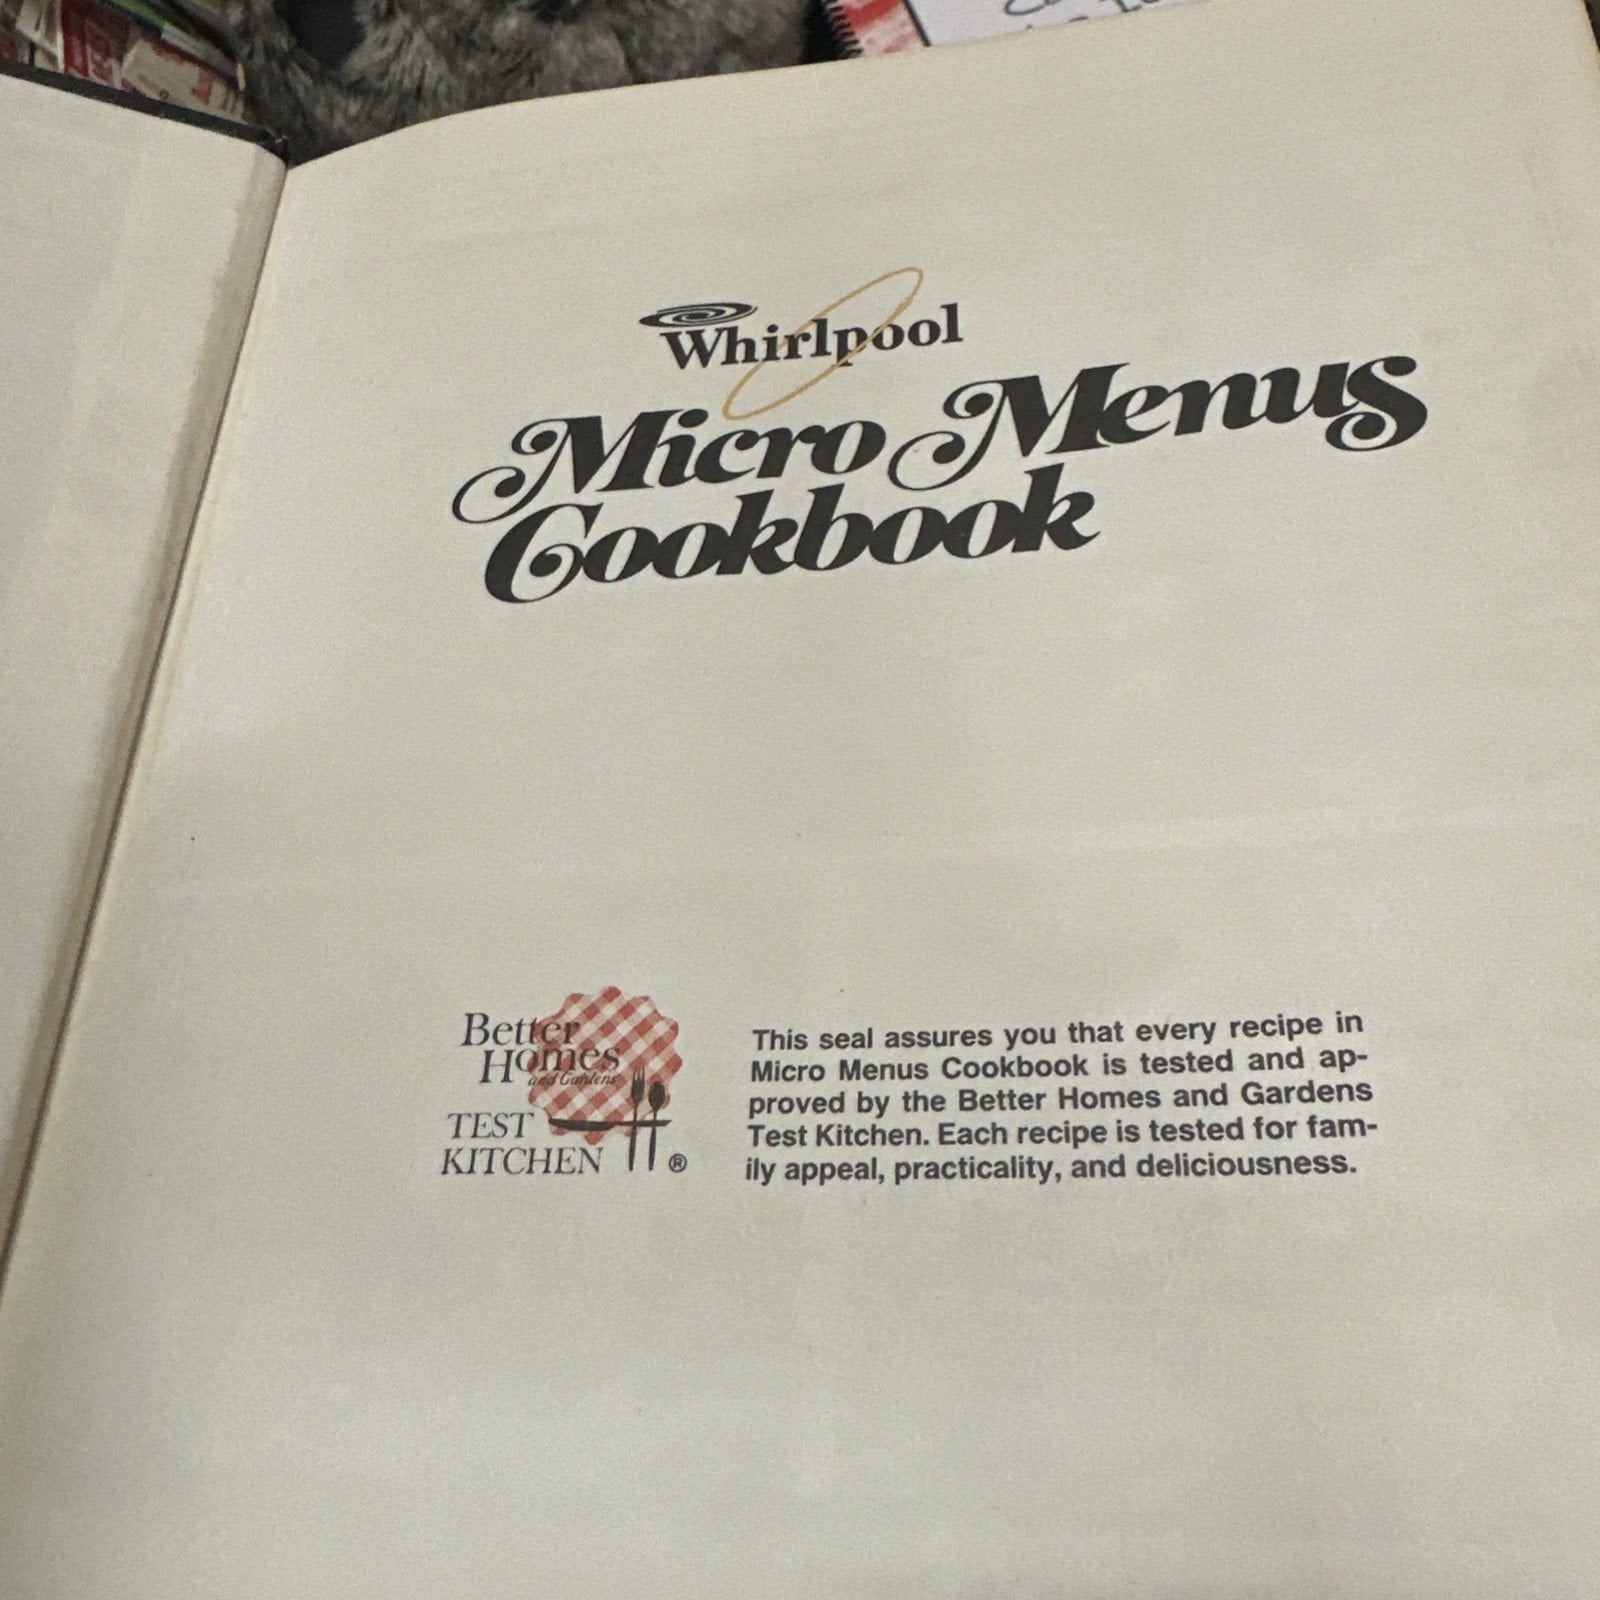 Whirlpool
Micro Menus
Cookbook
Better
Homes
and Gardens
TEST
KITCHEN ®
This seal assures you that every recipe in
Micro Menus Cookbook is tested and ap-
proved by the Better Homes and Gardens
Test Kitchen. Each recipe is tested for fam-
ily appeal, practicality, and deliciousness.